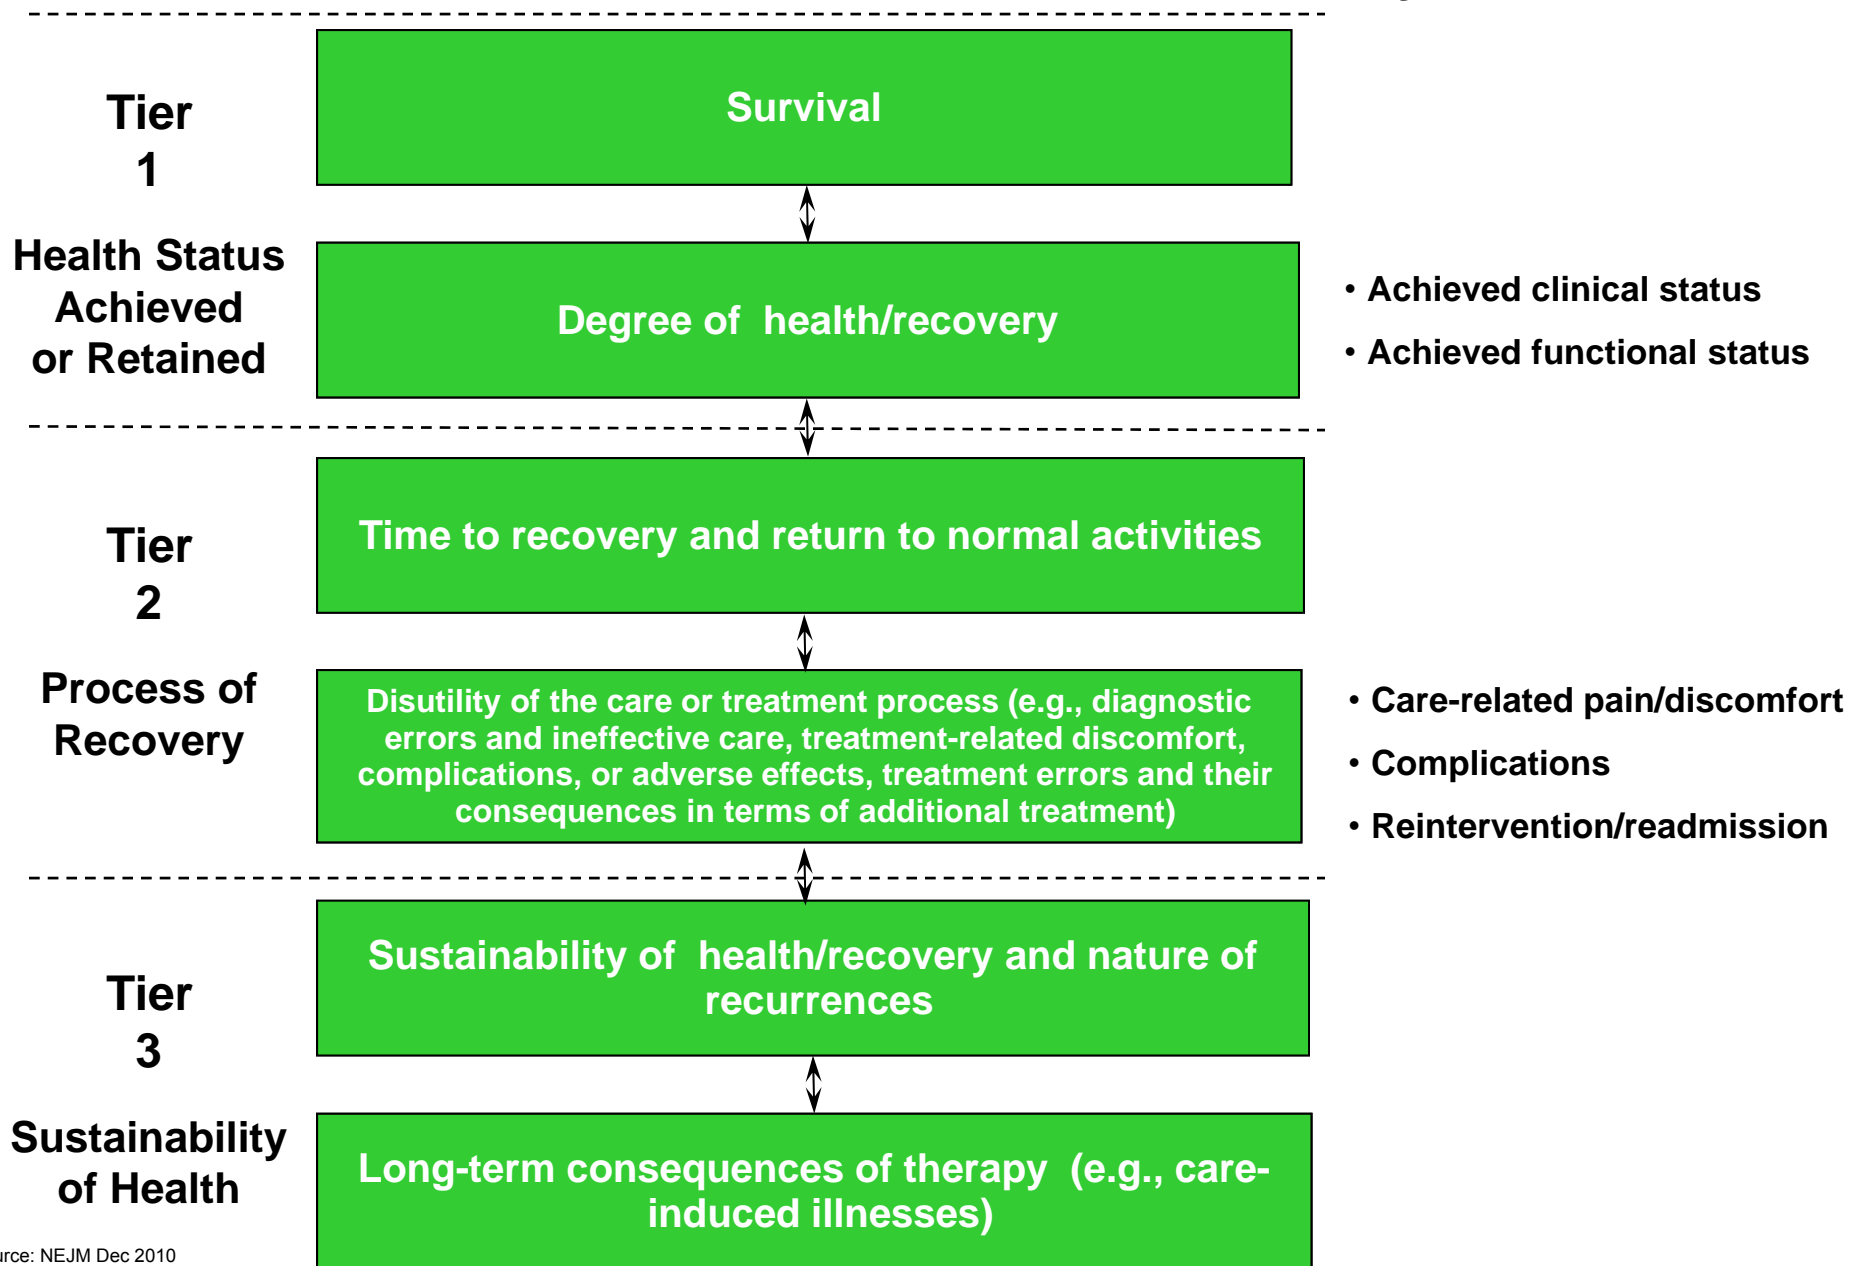 Tier
1
Survival
Health Status
Achieved
or Retained
Degree of health/recovery
• Achieved clinical status
• Achieved functional status
Tier
2
Time to recovery and return to normal activities
Process of
Recovery
Disutility of the care or treatment process (e.g., diagnostic
errors and ineffective care, treatment-related discomfort,
complications, or adverse effects, treatment errors and their
consequences in terms of additional treatment)
• Care-related pain/discomfort
• Complications
• Reintervention/readmission
Tier
3
Sustainability of health/recovery and nature of
recurrences
Sustainability
of Health
Long-term consequences of therapy (e.g., care-
induced illnesses)
urce: NEJM Dec 2010